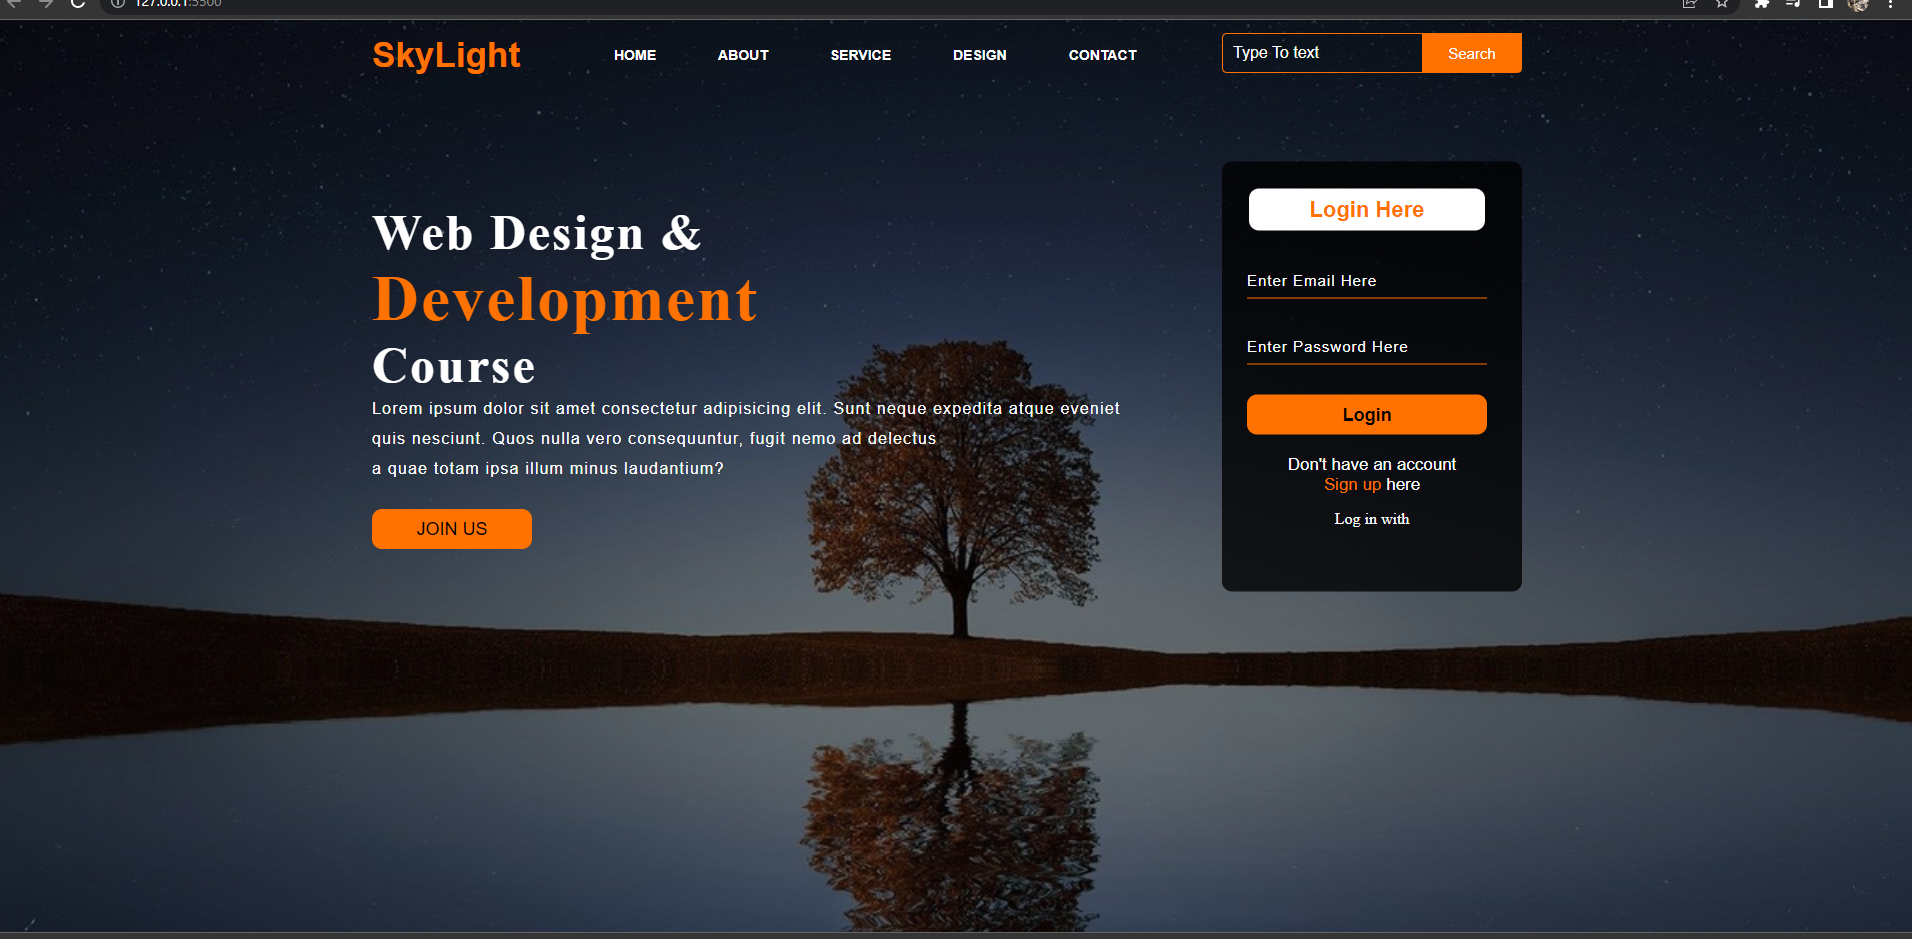 127.0.0.1:5500
SkyLight
HOME
ABOUT
SERVICE
DESIGN
CONTACT
Type To text
Search
Web Design &
Development
Course
Lorem ipsum dolor sit amet consectetur adipisicing elit. Sunt neque expedita atque eveniet
quis nesciunt. Quos nulla vero consequuntur, fugit nemo ad delectus
a quae totam ipsa illum minus laudantium?
JOIN US
Login Here
Enter Email Here
Enter Password Here
Login
Don't have an account
Sign up here
Log in with